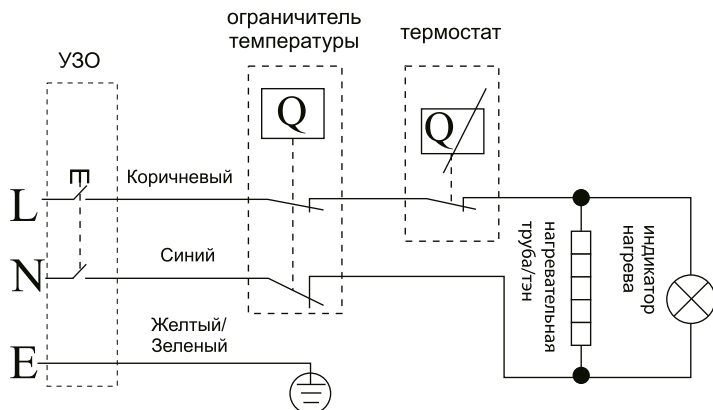 ограничитель
температуры
термостат
УЗО
Q
Q
Коричневый
L
Синий
N
Желтый/
Зеленый
E
нагревательная
труба/тэн
индикатор
нагрева